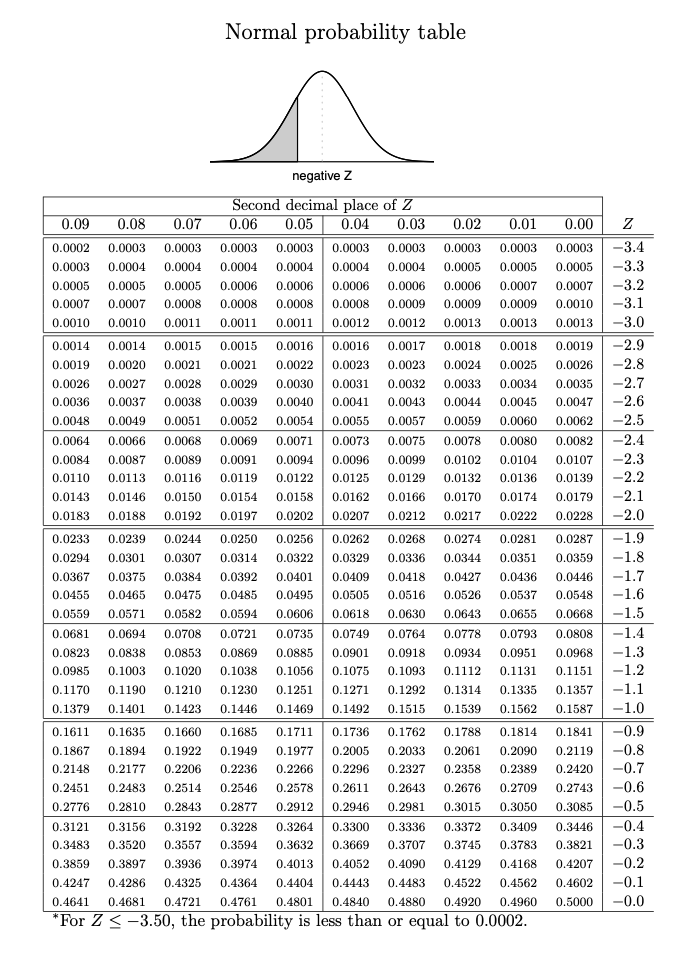 Normal probability table
negative Z
Second decimal place of Z
0.09 0.08 0.07 0.06 0.05 0.04 0.03 0.02 0.01 0.00 Z
0.0002 0.0003 0.0003 0.0003 0.0003 0.0003 0.0003 0.0003 0.0003 0.0003 −3.4
0.0003 0.0004 0.0004 0.0004 0.0004 0.0004 0.0004 0.0005 0.0005 0.0005 −3.3
0.0005 0.0005 0.0005 0.0006 0.0006 0.0006 0.0006 0.0006 0.0007 0.0007 −3.2
0.0007 0.0007 0.0008 0.0008 0.0008 0.0008 0.0009 0.0009 0.0009 0.0010 −3.1
0.0010 0.0010 0.0011 0.0011 0.0011 0.0012 0.0012 0.0013 0.0013 0.0013 −3.0
0.0014 0.0014 0.0015 0.0015 0.0016 0.0016 0.0017 0.0018 0.0018 0.0019 −2.9
0.0019 0.0020 0.0021 0.0021 0.0022 0.0023 0.0023 0.0024 0.0025 0.0026 −2.8
0.0026 0.0027 0.0028 0.0029 0.0030 0.0031 0.0032 0.0033 0.0034 0.0035 −2.7
0.0036 0.0037 0.0038 0.0039 0.0040 0.0041 0.0043 0.0044 0.0045 0.0047 −2.6
0.0048 0.0049 0.0051 0.0052 0.0054 0.0055 0.0057 0.0059 0.0060 0.0062 −2.5
0.0064 0.0066 0.0068 0.0069 0.0071 0.0073 0.0075 0.0078 0.0080 0.0082 −2.4
0.0084 0.0087 0.0089 0.0091 0.0094 0.0096 0.0099 0.0102 0.0104 0.0107 −2.3
0.0110 0.0113 0.0116 0.0119 0.0122 0.0125 0.0129 0.0132 0.0136 0.0139 −2.2
0.0143 0.0146 0.0150 0.0154 0.0158 0.0162 0.0166 0.0170 0.0174 0.0179 −2.1
0.0183 0.0188 0.0192 0.0197 0.0202 0.0207 0.0212 0.0217 0.0222 0.0228 −2.0
0.0233 0.0239 0.0244 0.0250 0.0256 0.0262 0.0268 0.0274 0.0281 0.0287 −1.9
0.0294 0.0301 0.0307 0.0314 0.0322 0.0329 0.0336 0.0344 0.0351 0.0359 −1.8
0.0367 0.0375 0.0384 0.0392 0.0401 0.0409 0.0418 0.0427 0.0436 0.0446 −1.7
0.0455 0.0465 0.0475 0.0485 0.0495 0.0505 0.0516 0.0526 0.0537 0.0548 −1.6
0.0559 0.0571 0.0582 0.0594 0.0606 0.0618 0.0630 0.0643 0.0655 0.0668 −1.5
0.0681 0.0694 0.0708 0.0721 0.0735 0.0749 0.0764 0.0778 0.0793 0.0808 −1.4
0.0823 0.0838 0.0853 0.0869 0.0885 0.0901 0.0918 0.0934 0.0951 0.0968 −1.3
0.0985 0.1003 0.1020 0.1038 0.1056 0.1075 0.1093 0.1112 0.1131 0.1151 −1.2
0.1170 0.1190 0.1210 0.1230 0.1251 0.1271 0.1292 0.1314 0.1335 0.1357 −1.1
0.1379 0.1401 0.1423 0.1446 0.1469 0.1492 0.1515 0.1539 0.1562 0.1587 −1.0
0.1611 0.1635 0.1660 0.1685 0.1711 0.1736 0.1762 0.1788 0.1814 0.1841 −0.9
0.1867 0.1894 0.1922 0.1949 0.1977 0.2005 0.2033 0.2061 0.2090 0.2119 −0.8
0.2148 0.2177 0.2206 0.2236 0.2266 0.2296 0.2327 0.2358 0.2389 0.2420 −0.7
0.2451 0.2483 0.2514 0.2546 0.2578 0.2611 0.2643 0.2676 0.2709 0.2743 −0.6
0.2776 0.2810 0.2843 0.2877 0.2912 0.2946 0.2981 0.3015 0.3050 0.3085 −0.5
0.3121 0.3156 0.3192 0.3228 0.3264 0.3300 0.3336 0.3372 0.3409 0.3446 −0.4
0.3483 0.3520 0.3557 0.3594 0.3632 0.3669 0.3707 0.3745 0.3783 0.3821 −0.3
0.3859 0.3897 0.3936 0.3974 0.4013 0.4052 0.4090 0.4129 0.4168 0.4207 −0.2
0.4247 0.4286 0.4325 0.4364 0.4404 0.4443 0.4483 0.4522 0.4562 0.4602 −0.1
0.4641 0.4681 0.4721 0.4761 0.4801 0.4840 0.4880 0.4920 0.4960 0.5000 −0.0
*For Z ≤ −3.50, the probability is less than or equal to 0.0002.